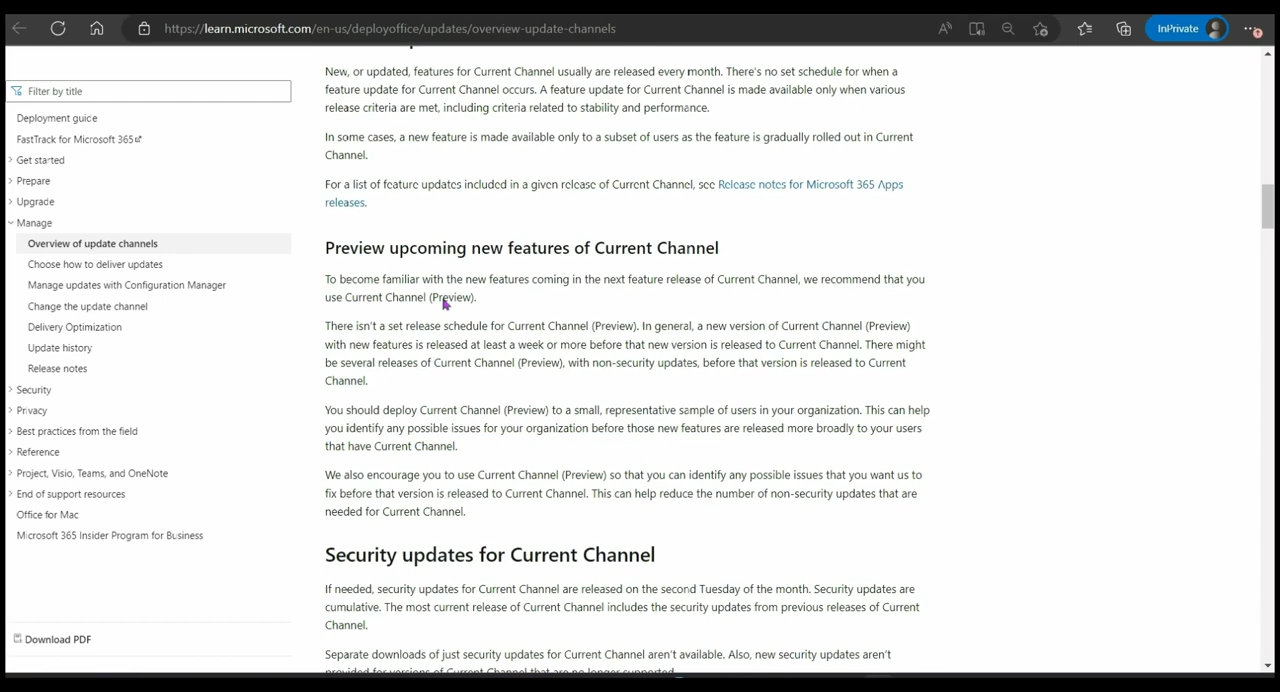 https://learn.microsoft.com/en-us/deployoffice/updates/overview-update-channels
InPrivate
Filter by title
Deployment guide
FastTrack for Microsoft 365
Get started
Prepare
Upgrade
Manage
Overview of update channels
Choose how to deliver updates
Manage updates with Configuration Manager
Change the update channel
Delivery Optimization
Update history
Release notes
Security
Privacy
Best practices from the field
Reference
Project, Visio, Teams, and OneNote
End of support resources
Office for Mac
Microsoft 365 Insider Program for Business
Download PDF
New, or updated, features for Current Channel usually are released every month. There's no set schedule for when a
feature update for Current Channel occurs. A feature update for Current Channel is made available only when various
release criteria are met, including criteria related to stability and performance.
In some cases, a new feature is made available only to a subset of users as the feature is gradually rolled out in Current
Channel.
For a list of feature updates included in a given release of Current Channel, see Release notes for Microsoft 365 Apps
releases.
Preview upcoming new features of Current Channel
To become familiar with the new features coming in the next feature release of Current Channel, we recommend that you
use Current Channel (Preview).
There isn't a set release schedule for Current Channel (Preview). In general, a new version of Current Channel (Preview)
with new features is released at least a week or more before that new version is released to Current Channel. There might
be several releases of Current Channel (Preview), with non-security updates, before that version is released to Current
Channel.
You should deploy Current Channel (Preview) to a small, representative sample of users in your organization. This can help
you identify any possible issues for your organization before those new features are released more broadly to your users
that have Current Channel.
We also encourage you to use Current Channel (Preview) so that you can identify any possible issues that you want us to
fix before that version is released to Current Channel. This can help reduce the number of non-security updates that are
needed for Current Channel.
Security updates for Current Channel
If needed, security updates for Current Channel are released on the second Tuesday of the month. Security updates are
cumulative. The most current release of Current Channel includes the security updates from previous releases of Current
Channel.
Separate downloads of just security updates for Current Channel aren't available. Also, new security updates aren't
provided for versions of Current Channel that are no longer supported.